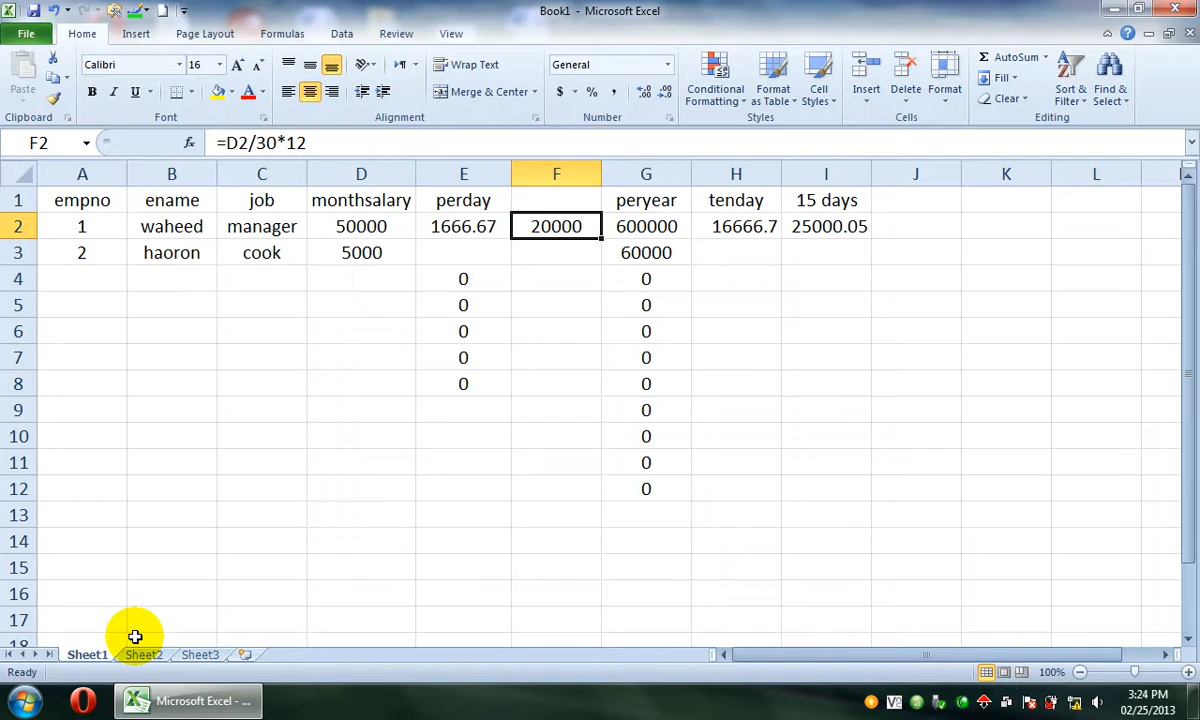 Book1 - Microsoft Excel
File Home Insert Page Layout Formulas Data Review View
Calibri 16 Wrap Text General AutoSum
Paste B I U A Merge & Center $ % , Conditional Formatting Format as Table Cell Styles Insert Delete Format Fill Clear Sort & Filter Find & Select
Clipboard Font Alignment Number Styles Cells Editing
F2 fx =D2/30*12
A B C D E F G H I J K L
1 empno ename job monthsalary perday peryear tenday 15 days
2 1 waheed manager 50000 1666.67 20000 600000 16666.7 25000.05
3 2 haoron cook 5000 60000
4 0 0
5 0 0
6 0 0
7 0 0
8 0 0
9 0
10 0
11 0
12 0
13
14
15
16
17
18
Sheet1 Sheet2 Sheet3
Ready 100%
Microsoft Excel - ... 3:24 PM
02/25/2013